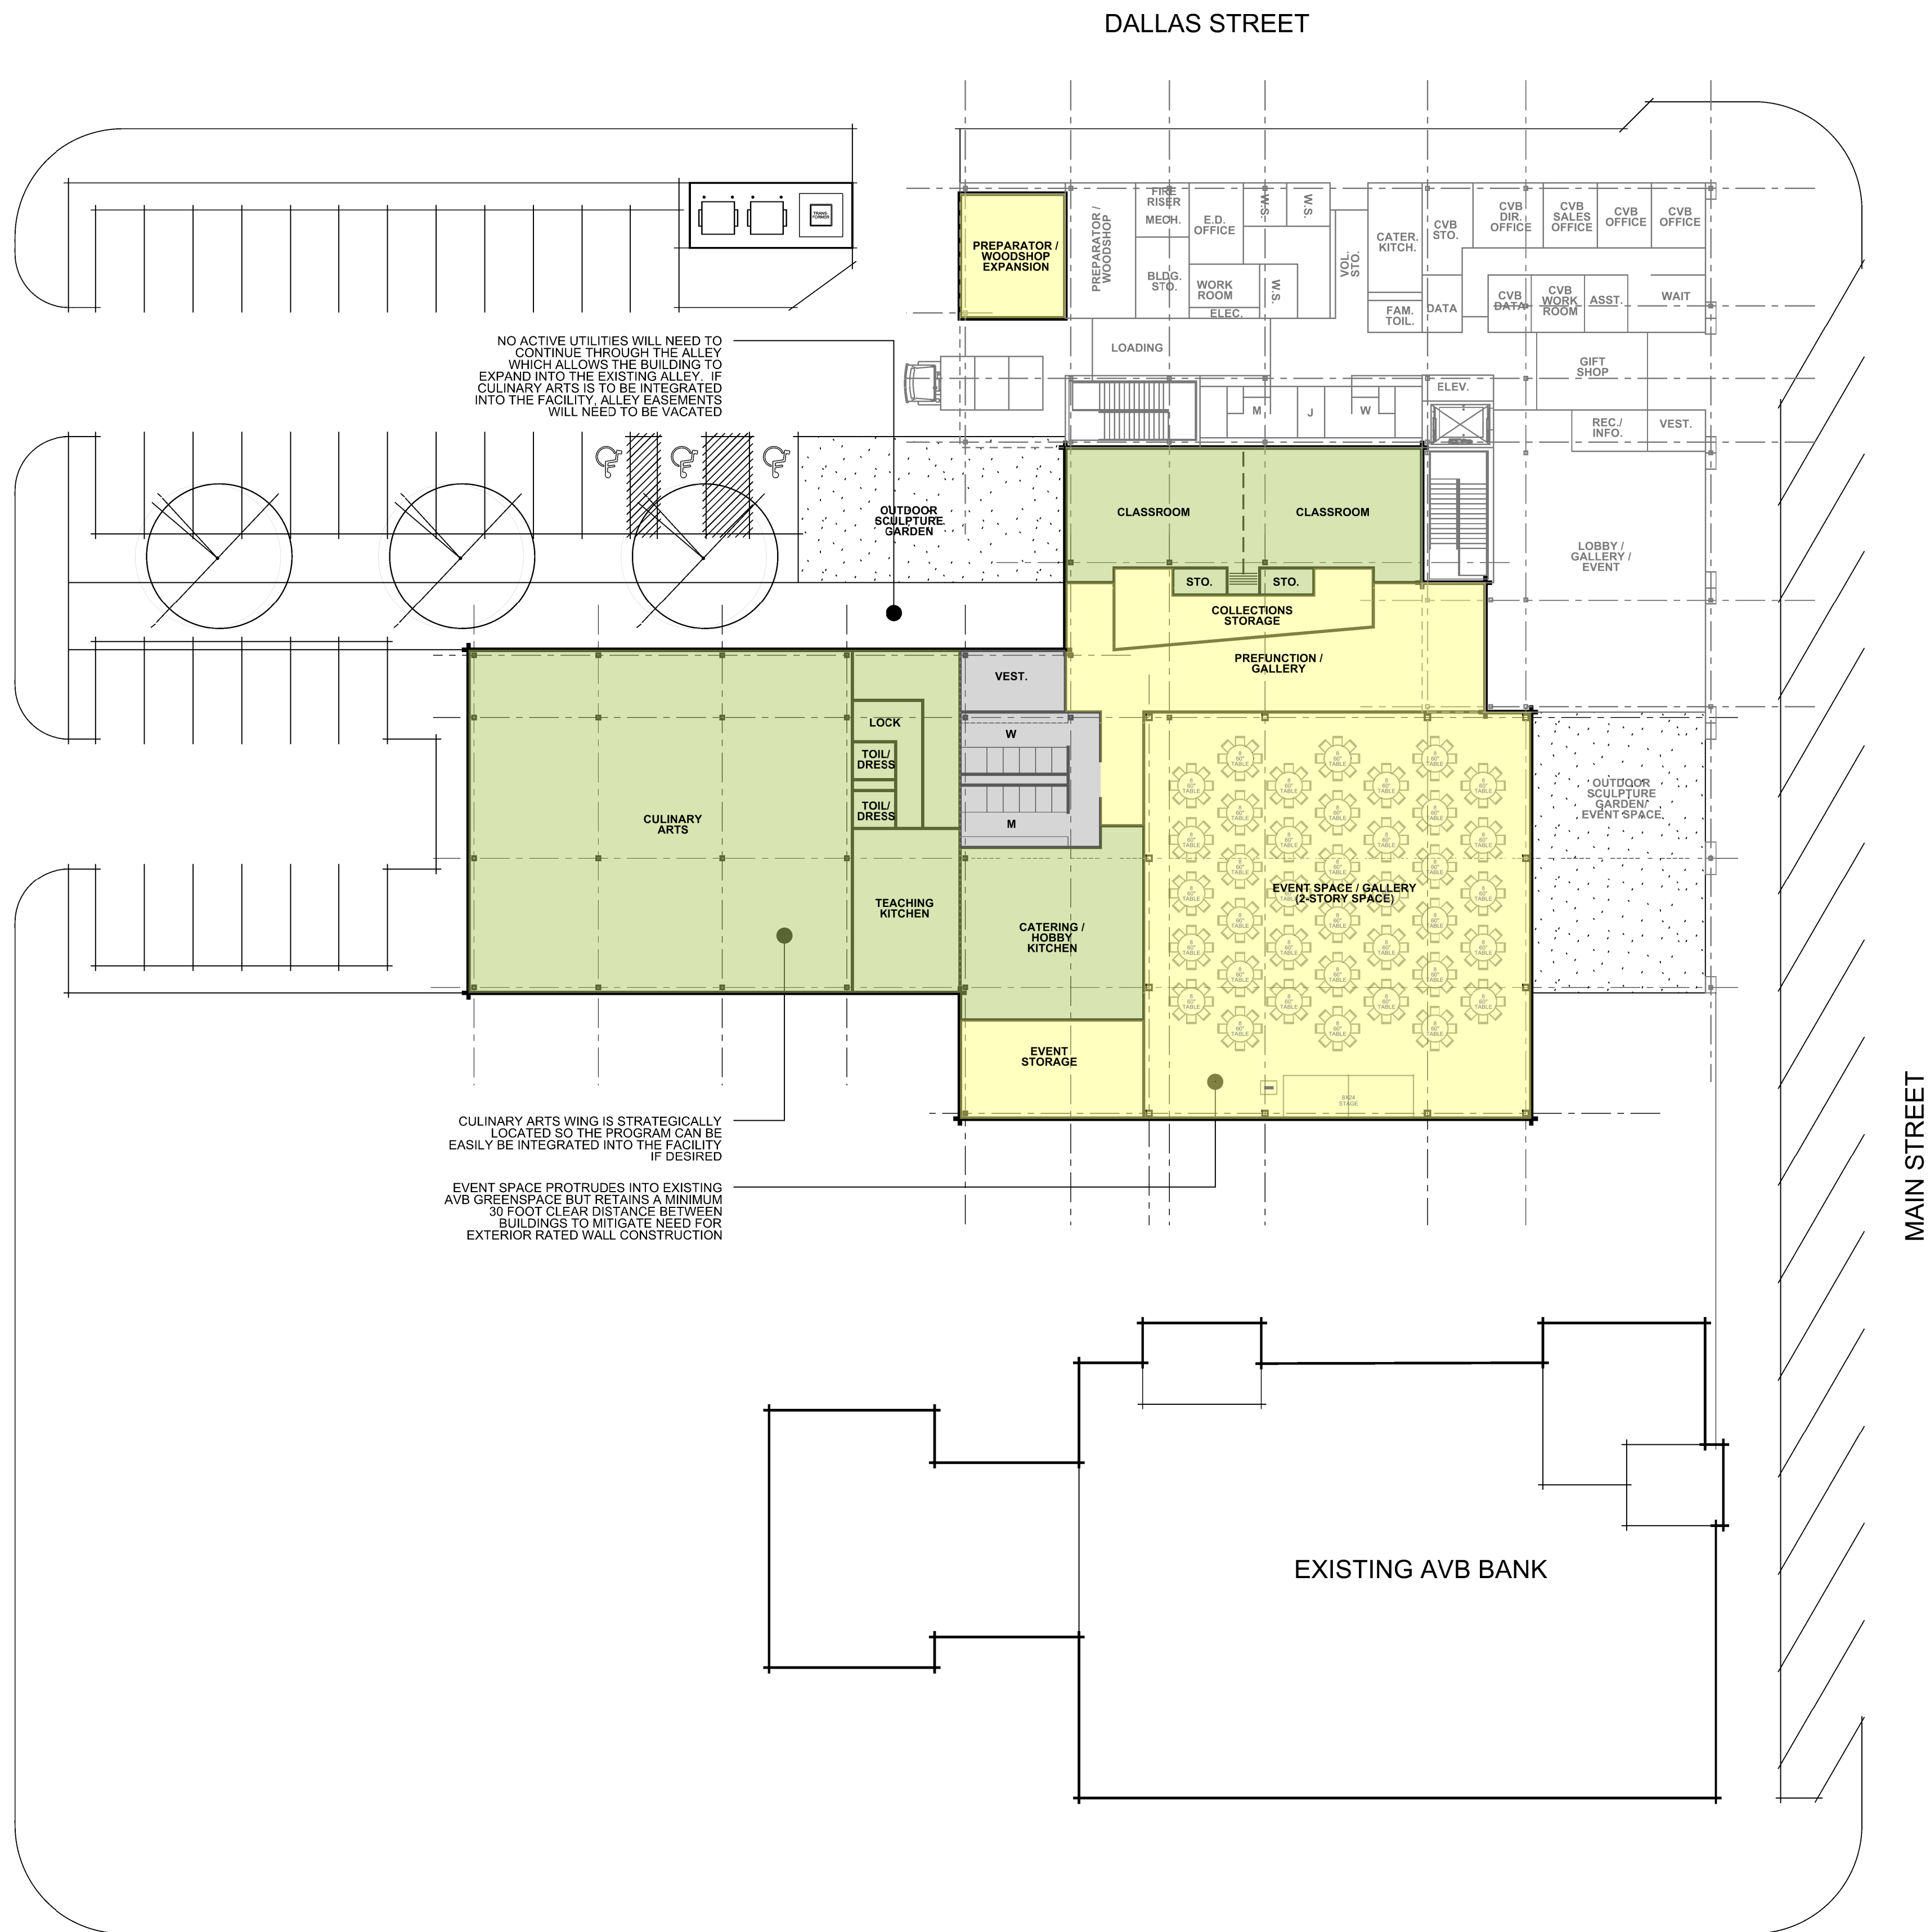 DALLAS STREET
PREPARATOR /
WOODSHOP
EXPANSION
PREPARATOR /
WOODSHOP
FIRE
RISER
MECH.
E.D.
OFFICE
W.S.
W.S.
BLDG.
STO.
WORK
ROOM
W.S.
ELEC.
VOL.
STO.
CATER.
KITCH.
CVB
STO.
CVB
DIR.
OFFICE
CVB
SALES
OFFICE
CVB
OFFICE
CVB
OFFICE
FAM.
TOIL.
DATA
CVB
DATA
CVB
WORK
ROOM
ASST.
WAIT
TRANS-
FORMER
NO ACTIVE UTILITIES WILL NEED TO
CONTINUE THROUGH THE ALLEY
WHICH ALLOWS THE BUILDING TO
EXPAND INTO THE EXISTING ALLEY. IF
CULINARY ARTS IS TO BE INTEGRATED
INTO THE FACILITY, ALLEY EASEMENTS
WILL NEED TO BE VACATED
LOADING
GIFT
SHOP
ELEV.
M
J
W
REC./
INFO.
VEST.
OUTDOOR
SCULPTURE
GARDEN
CLASSROOM
CLASSROOM
LOBBY /
GALLERY /
EVENT
STO.
STO.
COLLECTIONS
STORAGE
PREFUNCTION /
GALLERY
VEST.
LOCK
W
TOIL/
DRESS
TOIL/
DRESS
M
CULINARY
ARTS
TEACHING
KITCHEN
CATERING /
HOBBY
KITCHEN
EVENT SPACE / GALLERY
(2-STORY SPACE)
8
60"
TABLE
OUTDOOR
SCULPTURE
GARDEN/
EVENT SPACE
EVENT
STORAGE
8X24
STAGE
CULINARY ARTS WING IS STRATEGICALLY
LOCATED SO THE PROGRAM CAN BE
EASILY BE INTEGRATED INTO THE FACILITY
IF DESIRED
EVENT SPACE PROTRUDES INTO EXISTING
AVB GREENSPACE BUT RETAINS A MINIMUM
30 FOOT CLEAR DISTANCE BETWEEN
BUILDINGS TO MITIGATE NEED FOR
EXTERIOR RATED WALL CONSTRUCTION
MAIN STREET
EXISTING AVB BANK